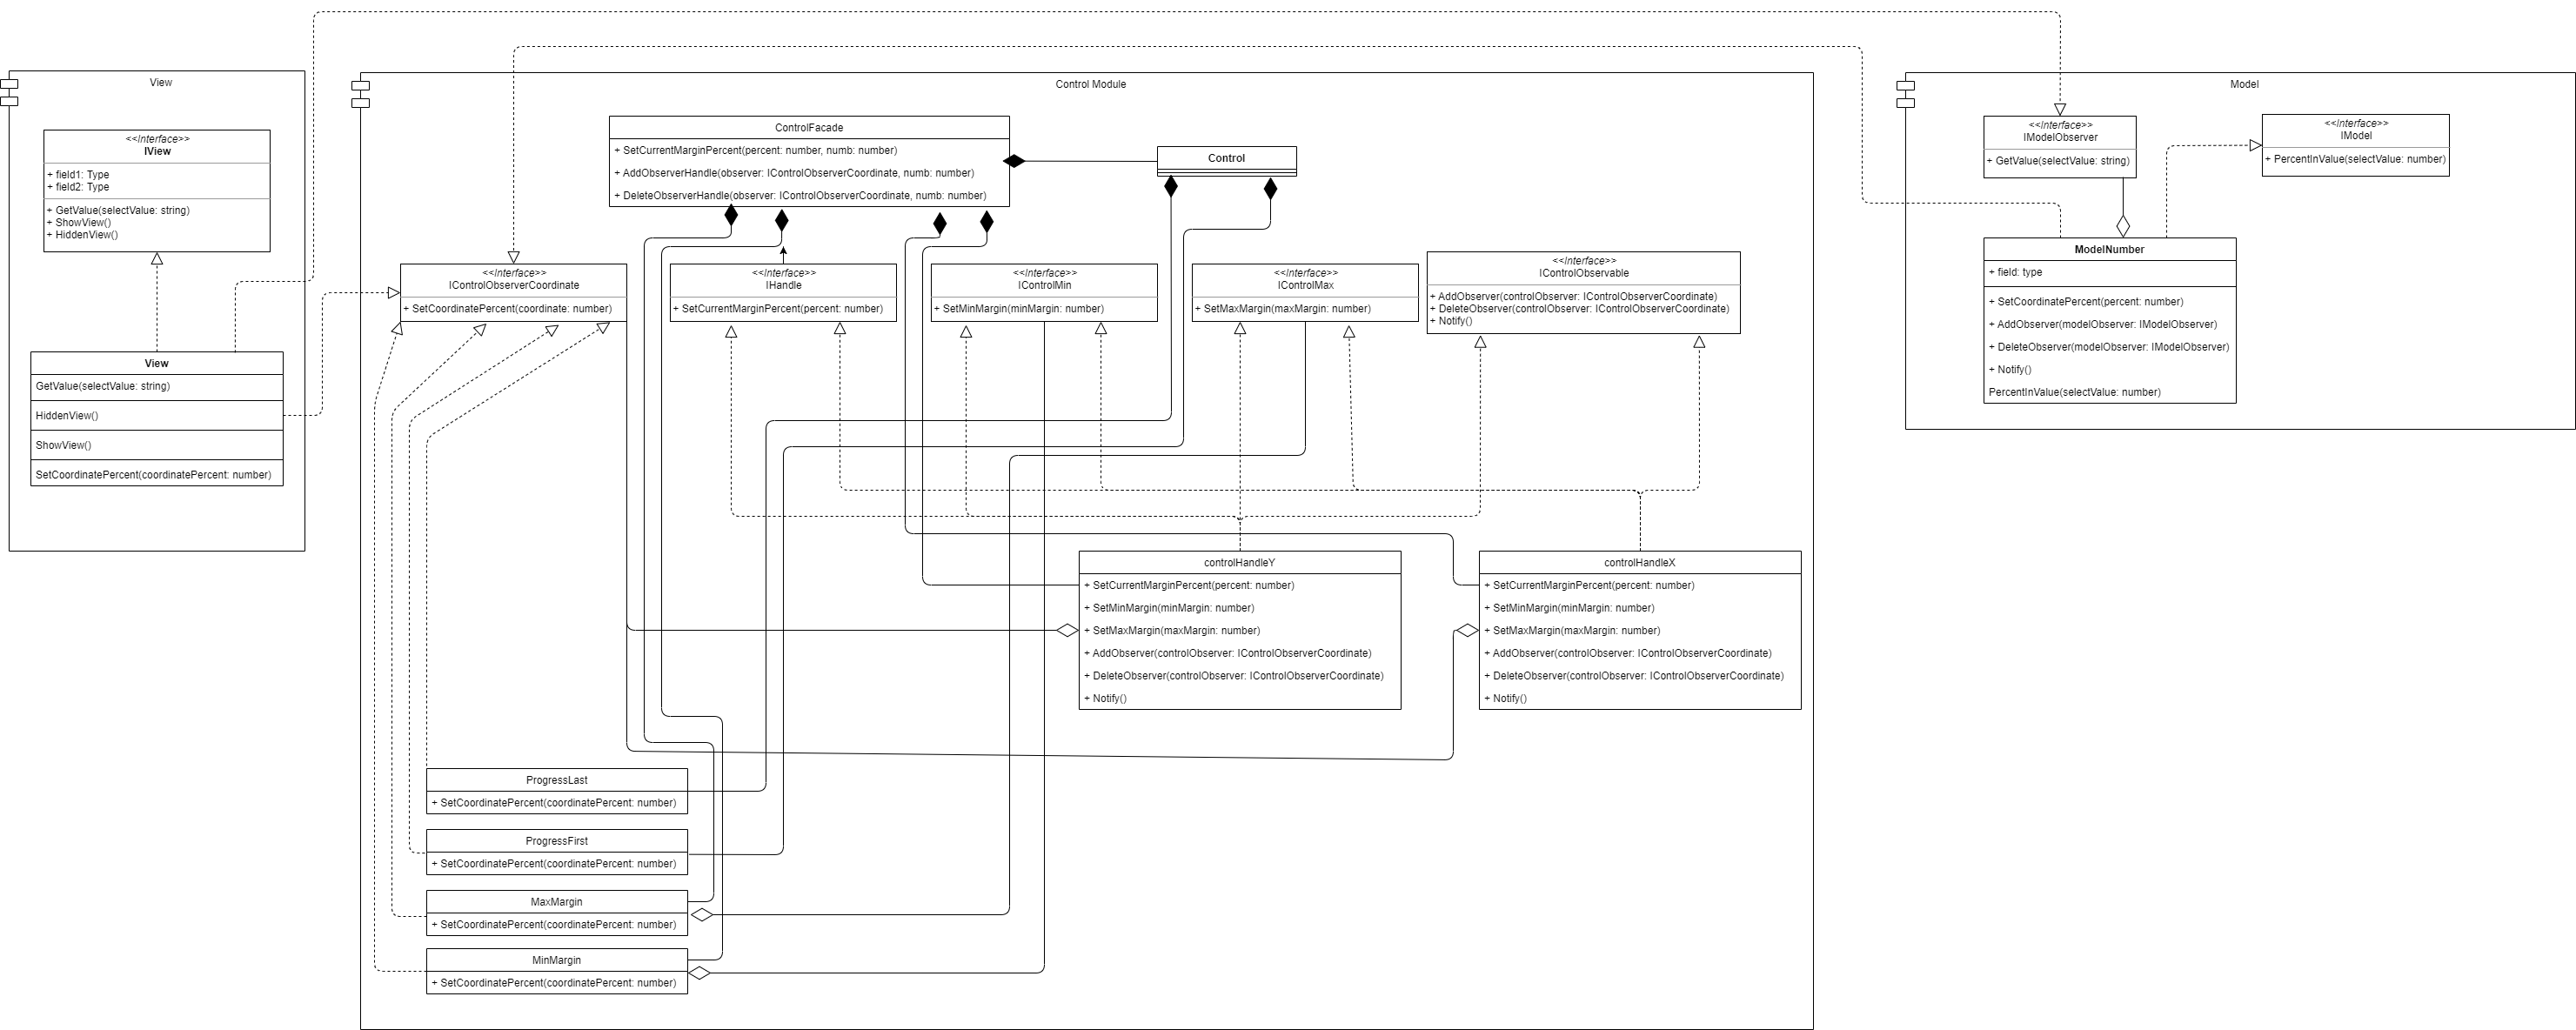 View
<<Interface>>
IView
+ field1: Type
+ field2: Type
+ GetValue(selectValue: string)
+ ShowView()
+ HiddenView()
View
GetValue(selectValue: string)
HiddenView()
ShowView()
SetCoordinatePercent(coordinatePercent: number)
Control Module
ControlFacade
+ SetCurrentMarginPercent(percent: number, numb: number)
+ AddObserverHandle(observer: IControlObserverCoordinate, numb: number)
+ DeleteObserverHandle(observer: IControlObserverCoordinate, numb: number)
Control
<<Interface>>
IControlObserverCoordinate
+ SetCoordinatePercent(coordinate: number)
<<Interface>>
IHandle
+ SetCurrentMarginPercent(percent: number)
<<Interface>>
IControlMin
+ SetMinMargin(minMargin: number)
<<Interface>>
IControlMax
+ SetMaxMargin(maxMargin: number)
<<Interface>>
IControlObservable
+ AddObserver(controlObserver: IControlObserverCoordinate)
+ DeleteObserver(controlObserver: IControlObserverCoordinate)
+ Notify()
controlHandleY
+ SetCurrentMarginPercent(percent: number)
+ SetMinMargin(minMargin: number)
+ SetMaxMargin(maxMargin: number)
+ AddObserver(controlObserver: IControlObserverCoordinate)
+ DeleteObserver(controlObserver: IControlObserverCoordinate)
+ Notify()
controlHandleX
+ SetCurrentMarginPercent(percent: number)
+ SetMinMargin(minMargin: number)
+ SetMaxMargin(maxMargin: number)
+ AddObserver(controlObserver: IControlObserverCoordinate)
+ DeleteObserver(controlObserver: IControlObserverCoordinate)
+ Notify()
ProgressLast
+ SetCoordinatePercent(coordinatePercent: number)
ProgressFirst
+ SetCoordinatePercent(coordinatePercent: number)
MaxMargin
+ SetCoordinatePercent(coordinatePercent: number)
MinMargin
+ SetCoordinatePercent(coordinatePercent: number)
Model
<<Interface>>
IModelObserver
+ GetValue(selectValue: string)
<<Interface>>
IModel
+ PercentInValue(selectValue: number)
ModelNumber
+ field: type
+ SetCoordinatePercent(percent: number)
+ AddObserver(modelObserver: IModelObserver)
+ DeleteObserver(modelObserver: IModelObserver)
+ Notify()
PercentInValue(selectValue: number)